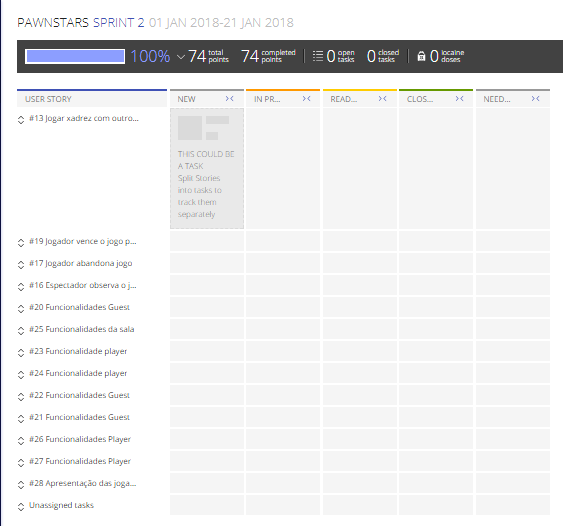 PAWNSTARS SPRINT 2 01 JAN 2018-21 JAN 2018
100% 74 total points 74 completed points 0 open tasks 0 closed tasks 0 iocaine doses
USER STORY NEW IN PR... READ... CLOS... NEED...
#13 Jogar xadrez com outro...
THIS COULD BE
A TASK
Split Stories
into tasks to
track them
separately
#19 Jogador vence o jogo p...
#17 Jogador abandona jogo
#16 Espectador observa o j...
#20 Funcionalidades Guest
#25 Funcionalidades da sala
#23 Funcionalidade player
#24 Funcionalidade player
#22 Funcionalidades Guest
#21 Funcionalidades Guest
#26 Funcionalidades Player
#27 Funcionalidades Player
#28 Apresentação das joga...
Unassigned tasks